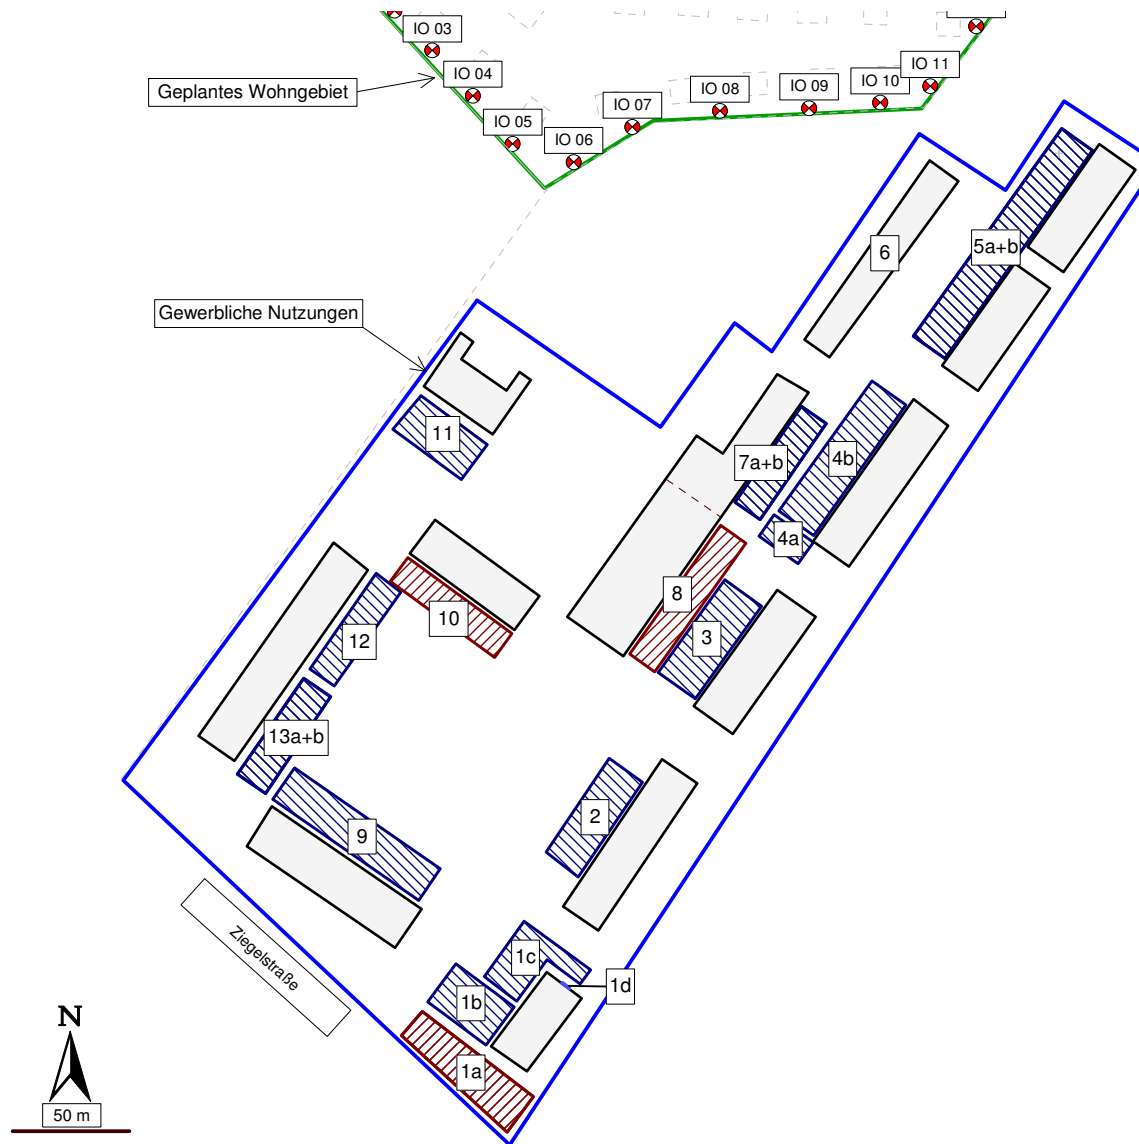 IO 03
IO 04
Geplantes Wohngebiet
IO 05
IO 06
IO 07
IO 08
IO 09
IO 10
IO 11
6
5a+b
Gewerbliche Nutzungen
11
7a+b
4b
4a
8
10
12
3
13a+b
2
9
Ziegelstraße
1c
1d
1b
1a
N
50 m